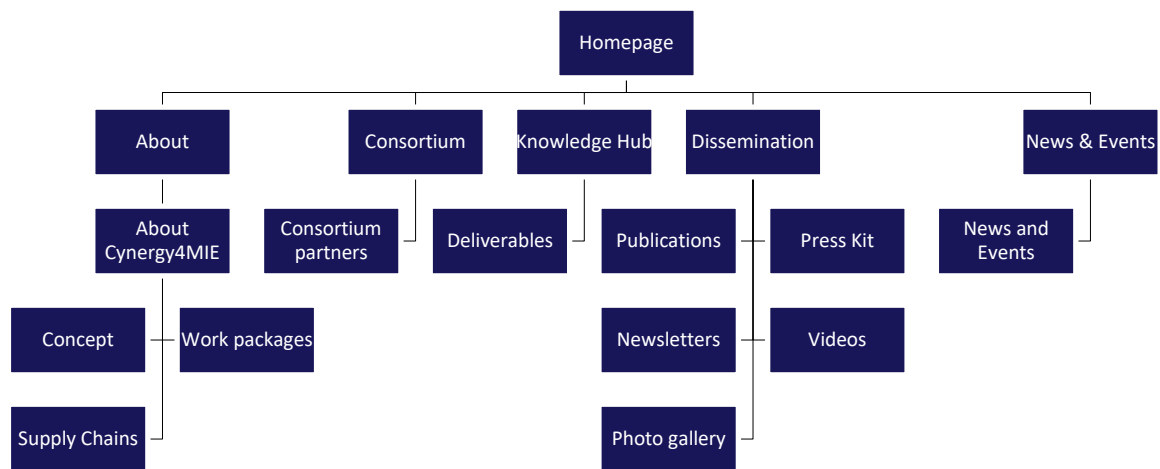 Homepage
About
Consortium
Knowledge Hub
Dissemination
News & Events
About
Cynergy4MIE
Consortium
partners
Deliverables
Publications
Press Kit
News and
Events
Concept
Work packages
Newsletters
Videos
Supply Chains
Photo gallery